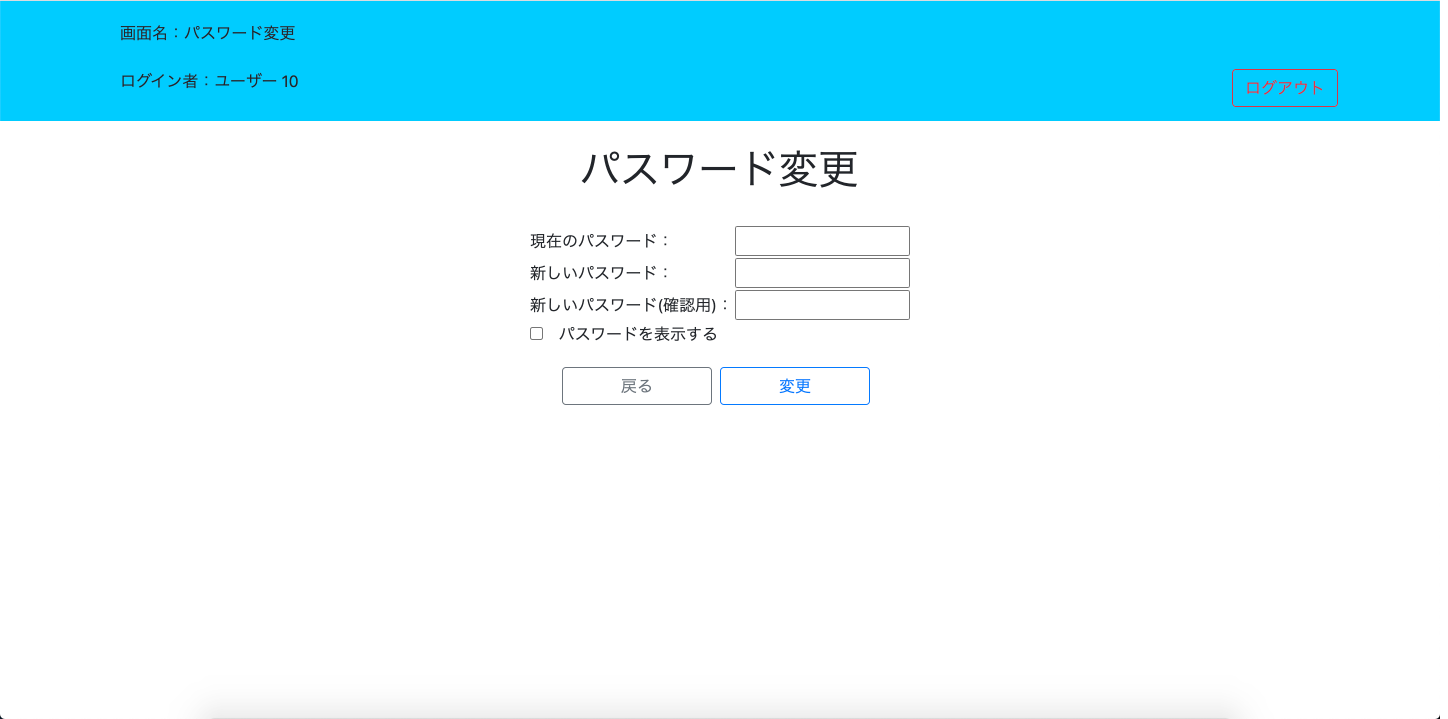 画面名：パスワード変更
ログイン者：ユーザー 10
ログアウト
パスワード変更
現在のパスワード：
新しいパスワード：
新しいパスワード(確認用)：
パスワードを表示する
戻る
変更